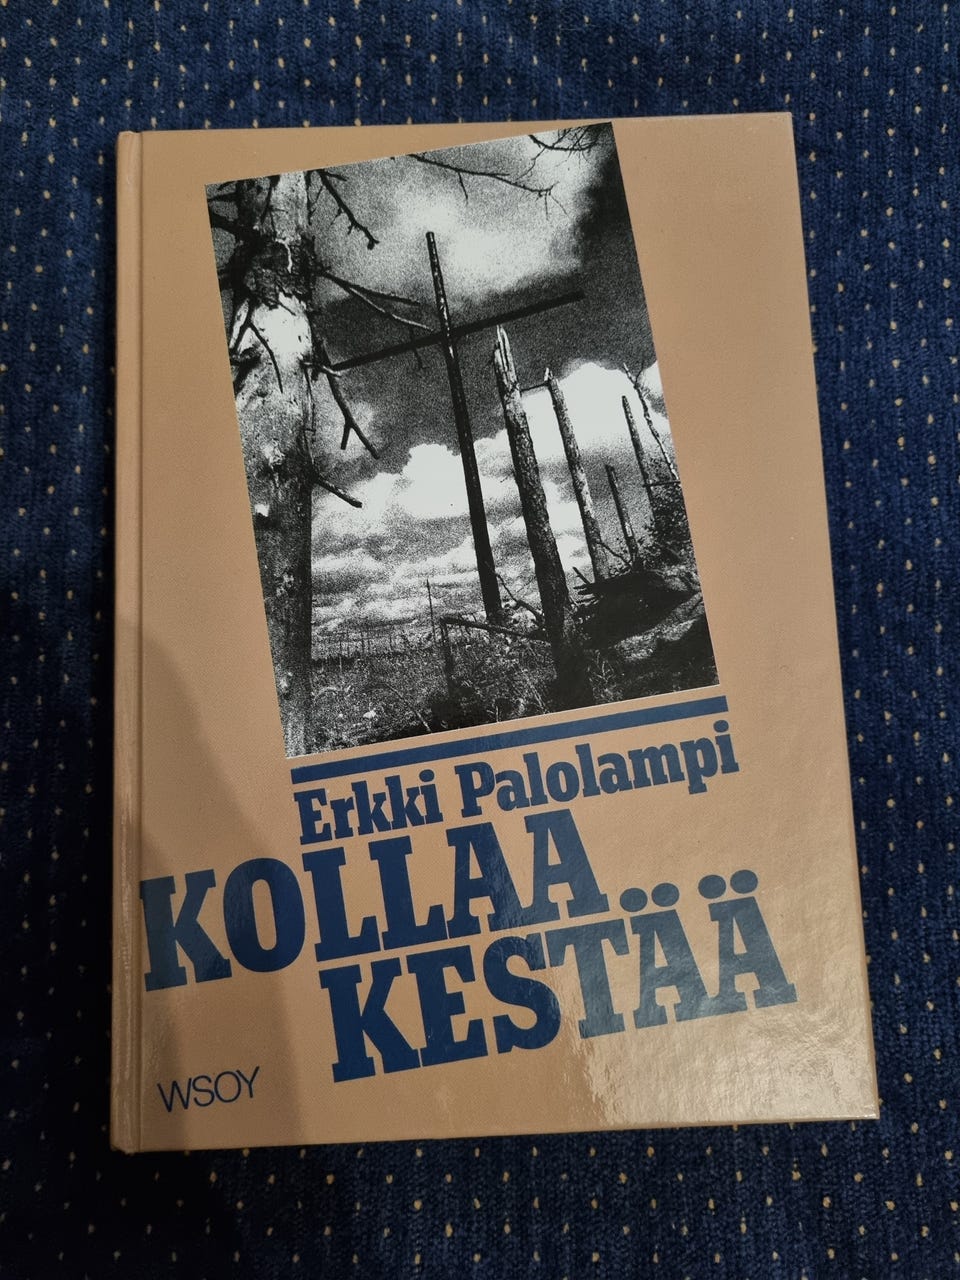 Erkki Palolampi
KOLLAA
KESTÄÄ
WSOY